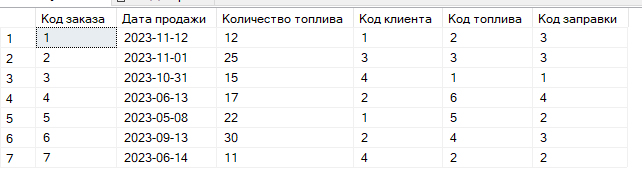 Код заказа Дата продажи Количество топлива Код клиента Код топлива Код заправки
1 1 2023-11-12 12 1 2 3
2 2 2023-11-01 25 3 3 3
3 3 2023-10-31 15 4 1 1
4 4 2023-06-13 17 2 6 4
5 5 2023-05-08 22 1 5 2
6 6 2023-09-13 30 2 4 3
7 7 2023-06-14 11 4 2 2